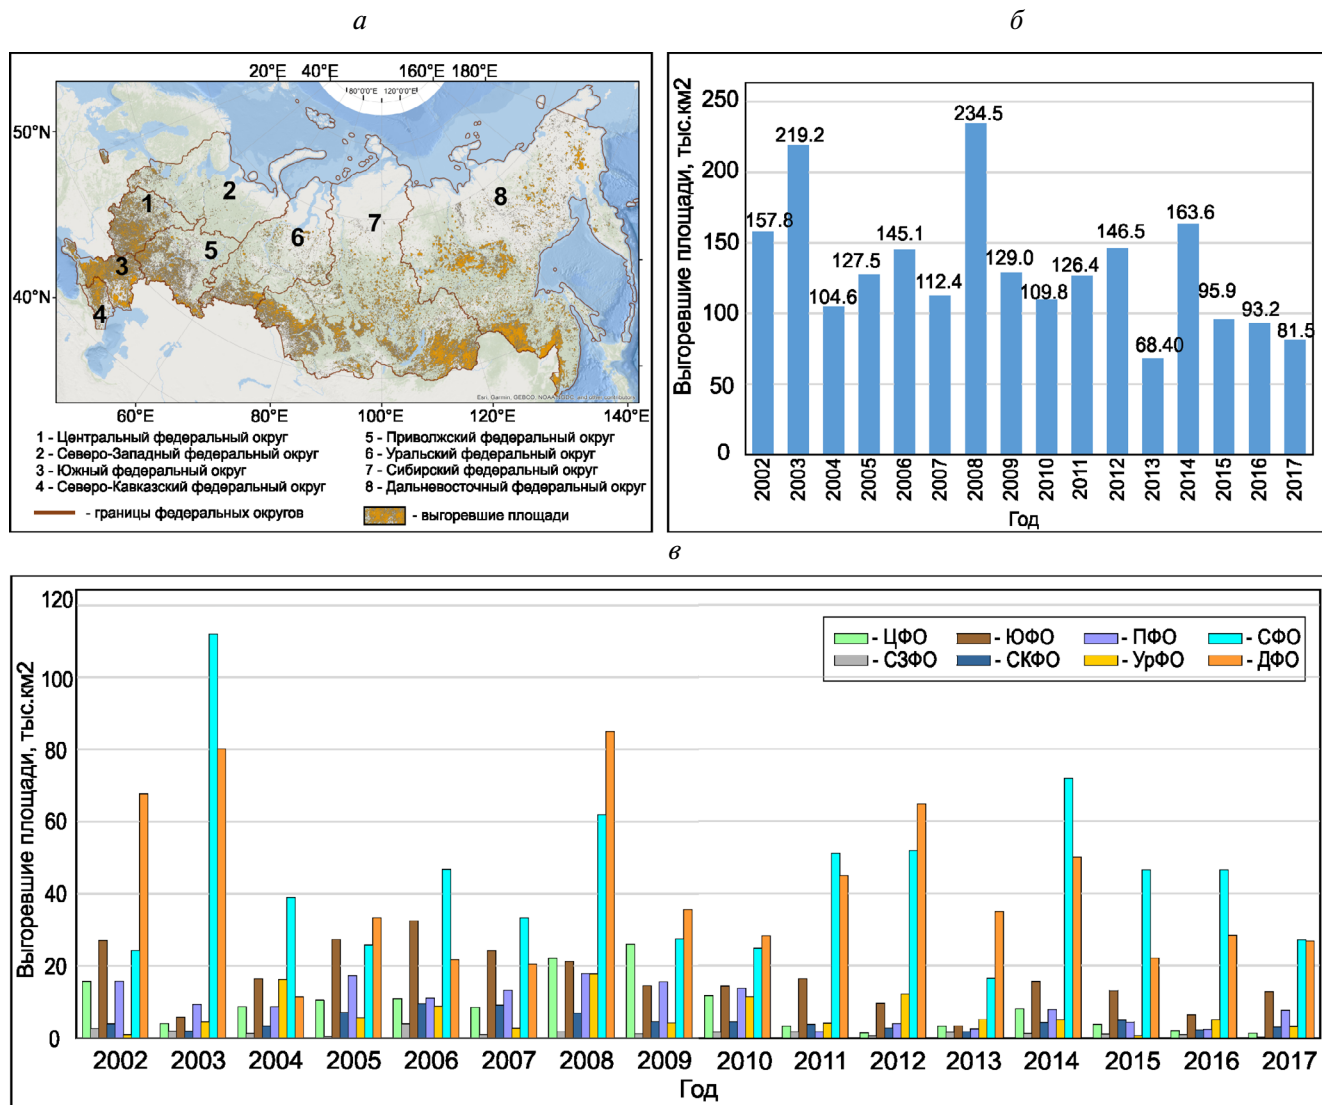 а
б
20°E 40°E 160°E 180°E
80°0'0"E 120°0'0"E
50°N
40°N
1
2
3
4
5
6
7
8
60°E 80°E 100°E 120°E 140°E
1 - Центральный федеральный округ
2 - Северо-Западный федеральный округ
3 - Южный федеральный округ
4 - Северо-Кавказский федеральный округ
5 - Приволжский федеральный округ
6 - Уральский федеральный округ
7 - Сибирский федеральный округ
8 - Дальневосточный федеральный округ
- границы федеральных округов
- выгоревшие площади
Выгоревшие площади, тыс.км2
250
200
150
100
50
0
157.8
219.2
104.6
127.5
145.1
112.4
234.5
129.0
109.8
126.4
146.5
68.40
163.6
95.9
93.2
81.5
2002 2003 2004 2005 2006 2007 2008 2009 2010 2011 2012 2013 2014 2015 2016 2017
Год
в
Выгоревшие площади, тыс.км2
120
100
80
60
40
20
0
- ЦФО - ЮФО - ПФО - СФО
- СЗФО - СКФО - УрФО - ДФО
2002 2003 2004 2005 2006 2007 2008 2009 2010 2011 2012 2013 2014 2015 2016 2017
Год